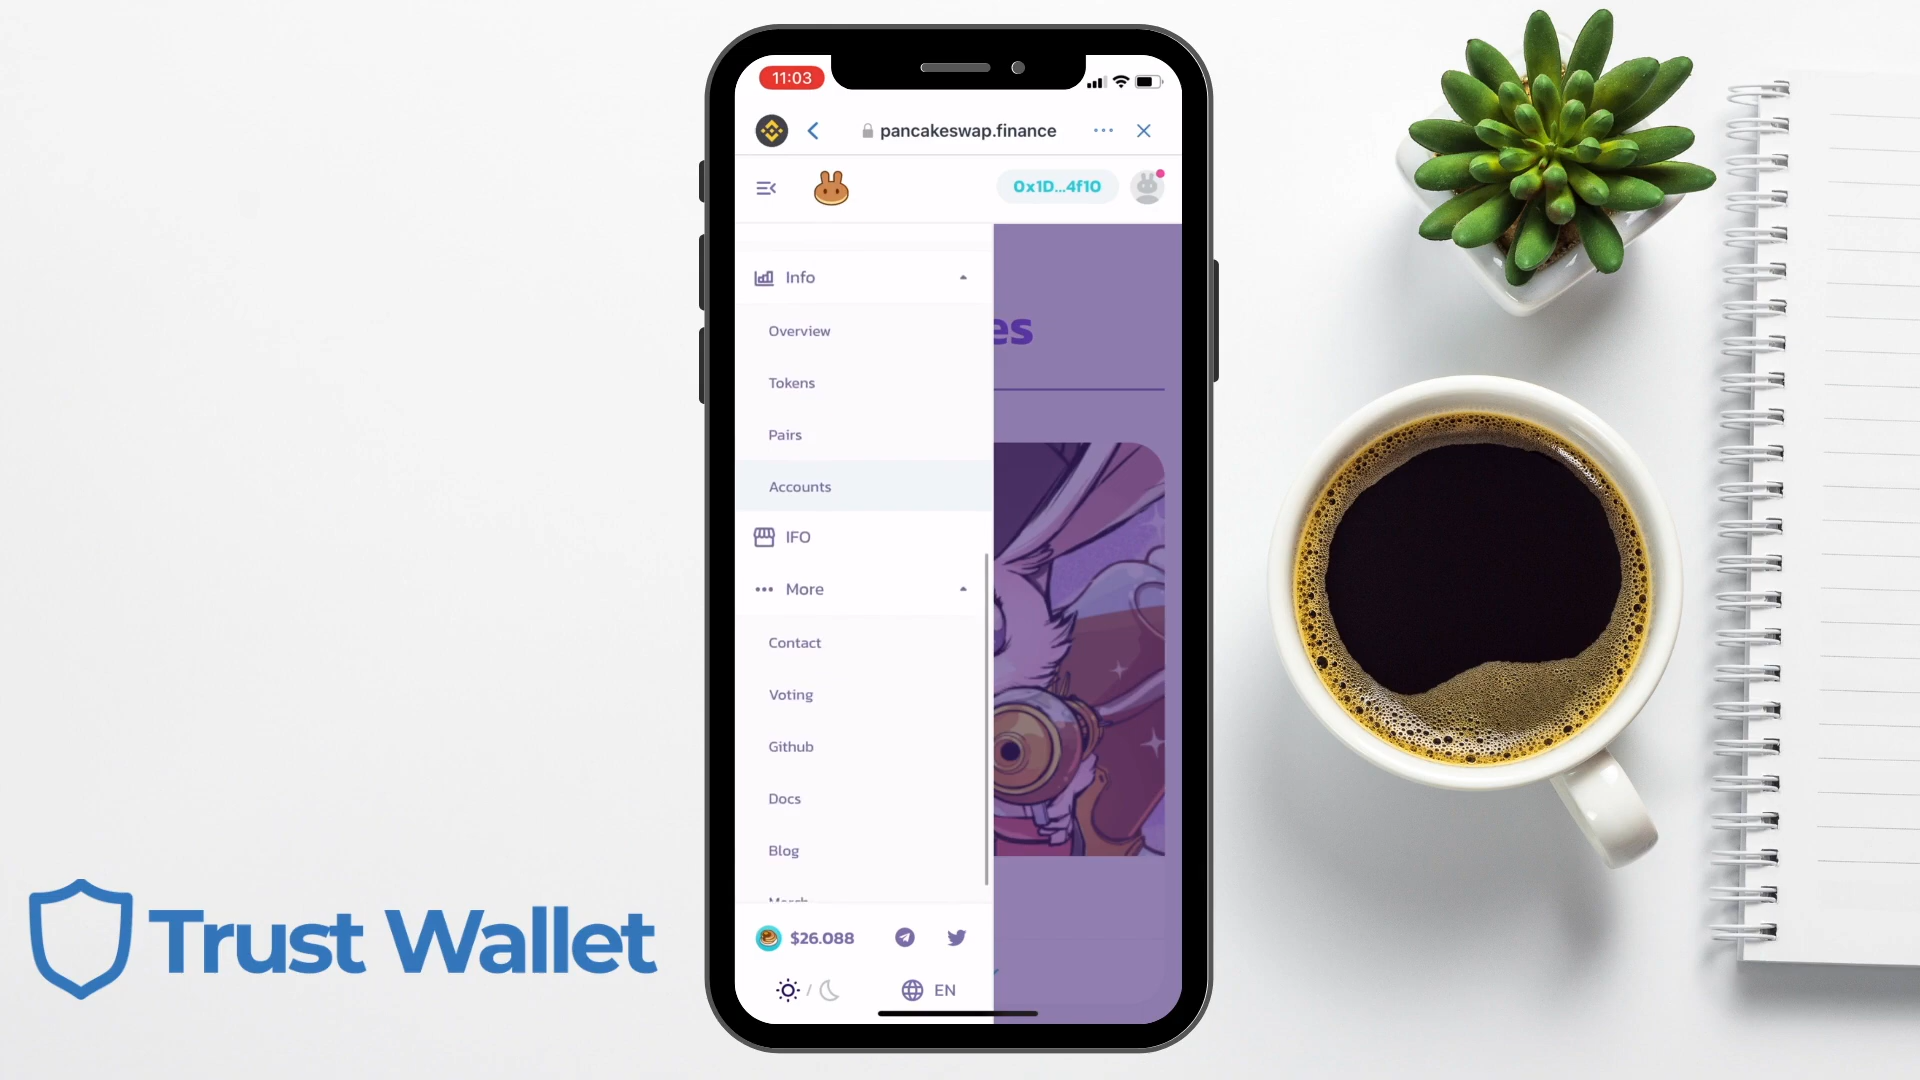 11:03
pancakeswap.finance
0x1D...4f10
Info
es
Overview
Tokens
Pairs
Accounts
IFO
More
Contact
Voting
Github
Docs
Blog
$26.088
EN
Trust Wallet